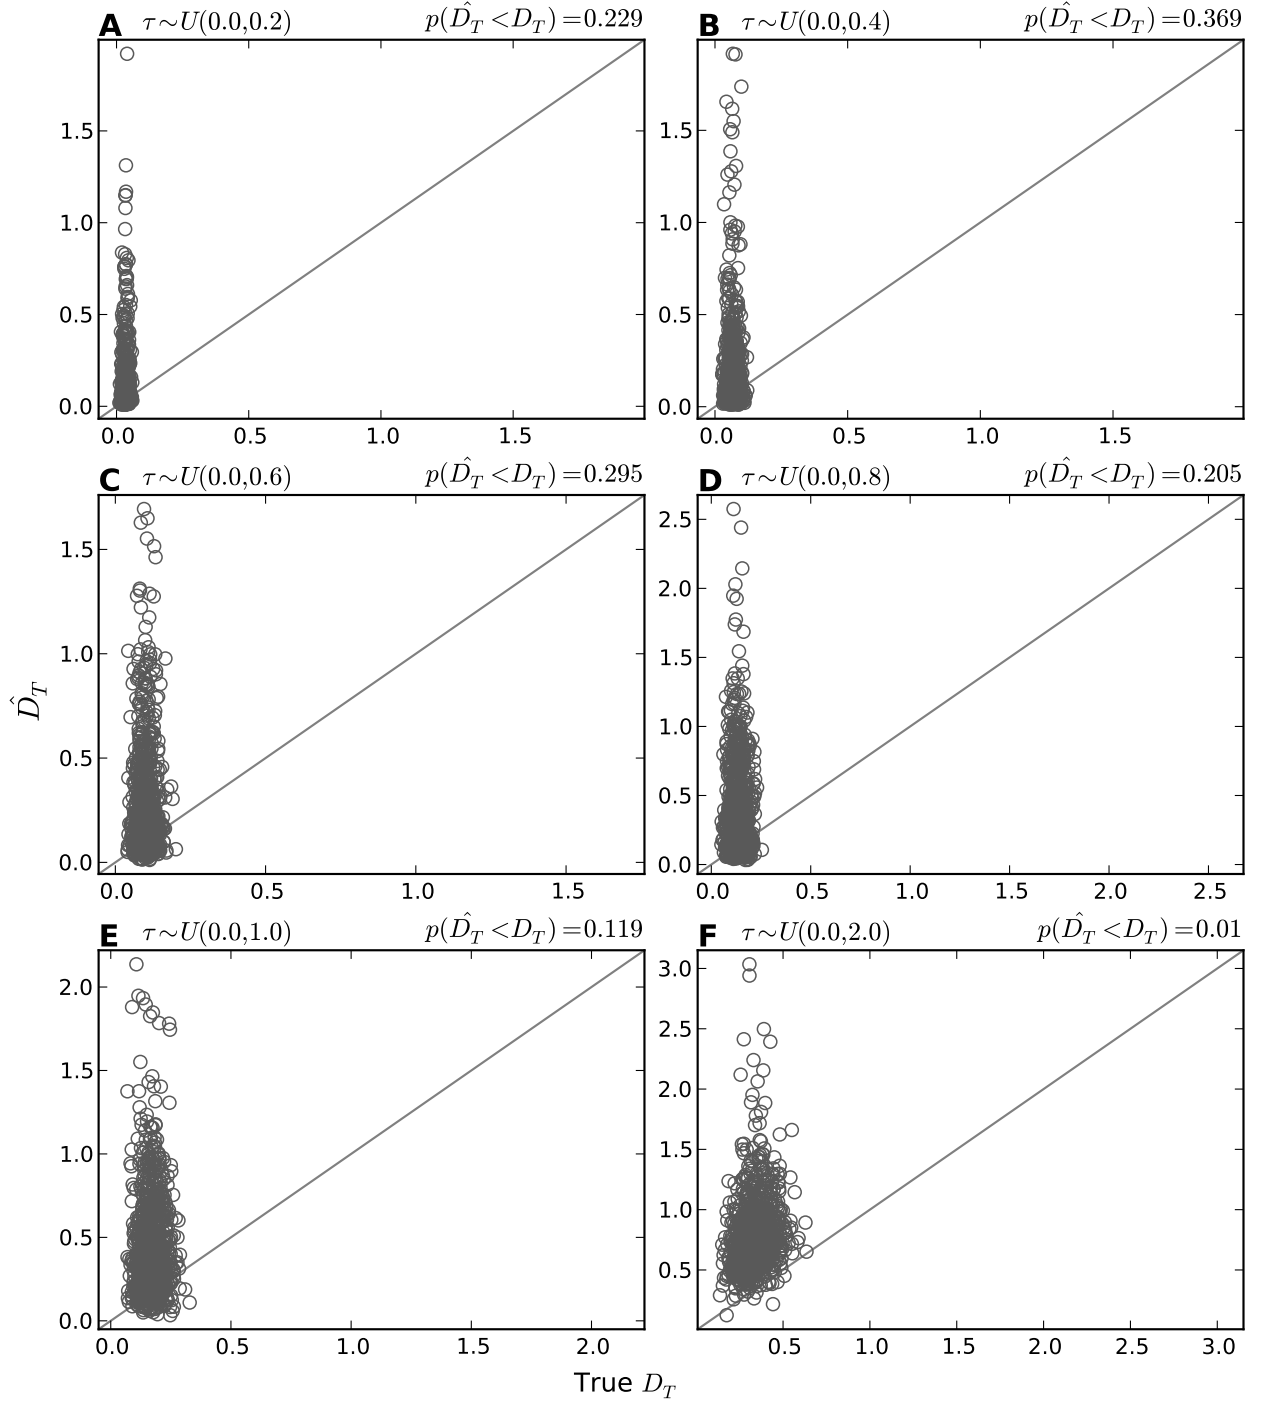 A τ∼U(0.0,0.2) p(D̂_T<D_T)=0.229
B τ∼U(0.0,0.4) p(D̂_T<D_T)=0.369
1.5
1.0
0.5
0.0
0.0 0.5 1.0 1.5
1.5
1.0
0.5
0.0
0.0 0.5 1.0 1.5
C τ∼U(0.0,0.6) p(D̂_T<D_T)=0.295
D τ∼U(0.0,0.8) p(D̂_T<D_T)=0.205
D̂_T
1.5
1.0
0.5
0.0
0.0 0.5 1.0 1.5
2.5
2.0
1.5
1.0
0.5
0.0
0.0 0.5 1.0 1.5 2.0 2.5
E τ∼U(0.0,1.0) p(D̂_T<D_T)=0.119
F τ∼U(0.0,2.0) p(D̂_T<D_T)=0.01
2.0
1.5
1.0
0.5
0.0
0.0 0.5 1.0 1.5 2.0
3.0
2.5
2.0
1.5
1.0
0.5
0.5 1.0 1.5 2.0 2.5 3.0
True D_T